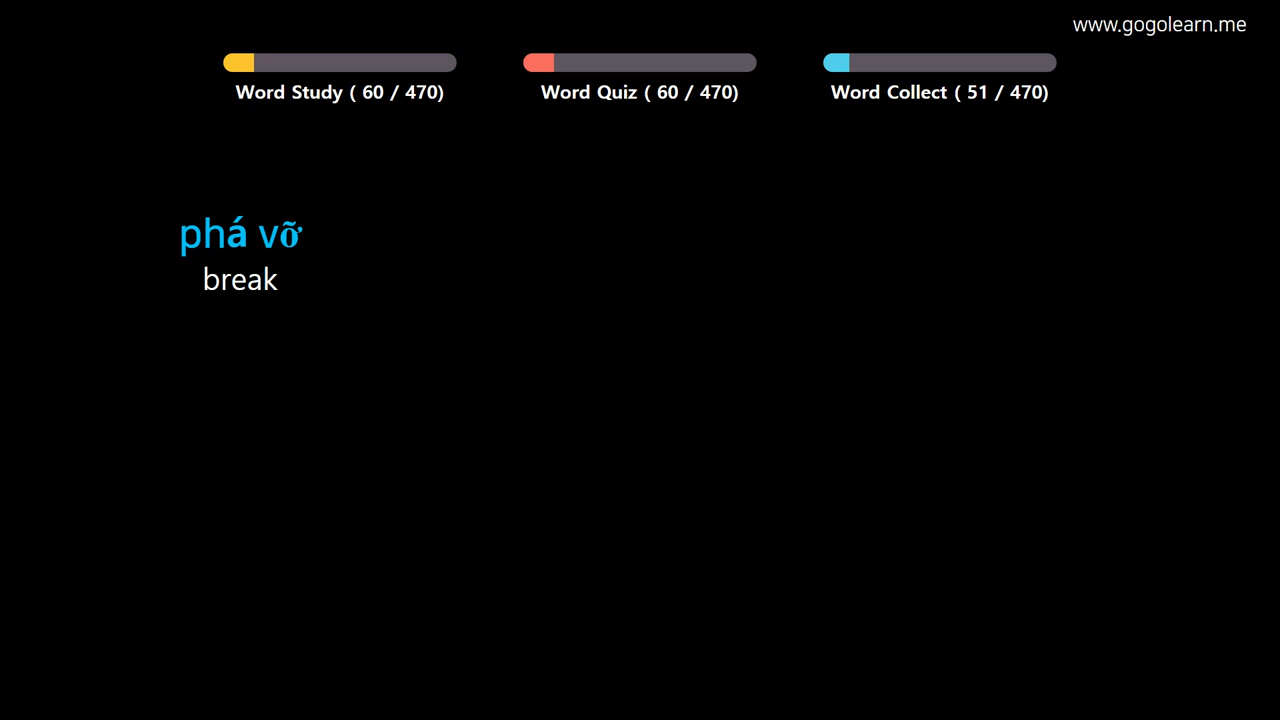 www.gogolearn.me
Word Study ( 60 / 470)
Word Quiz ( 60 / 470)
Word Collect ( 51 / 470)
phá vỡ
break